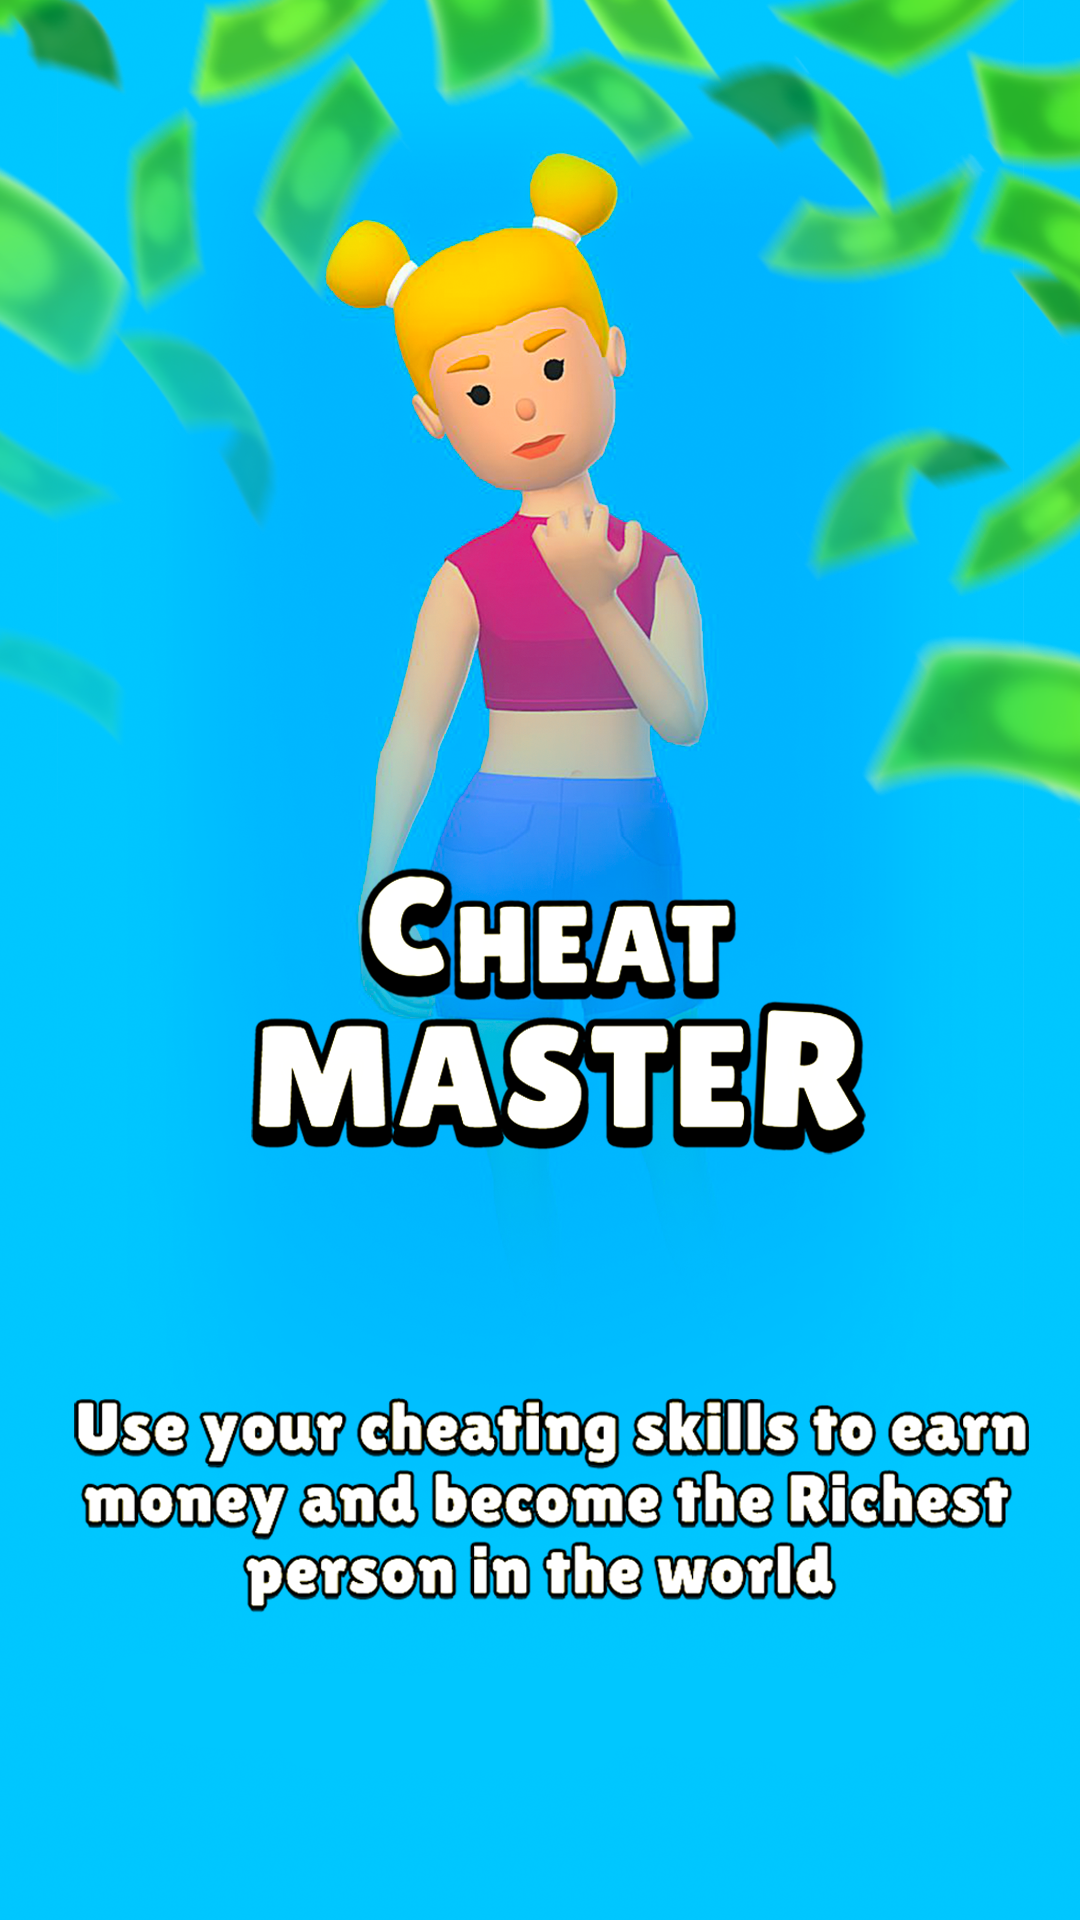 CHEAT
MASTER
Use your cheating skills to earn
money and become the Richest
person in the world